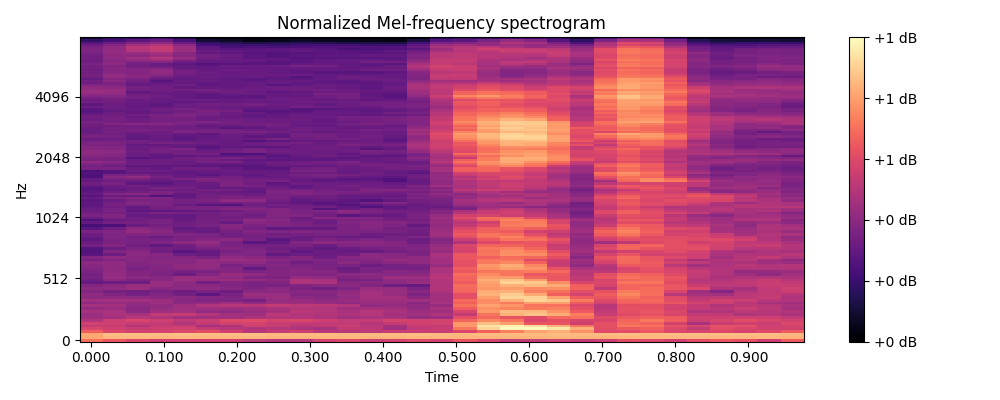 Normalized Mel-frequency spectrogram
Hz
4096
2048
1024
512
0
0.000 0.100 0.200 0.300 0.400 0.500 0.600 0.700 0.800 0.900
Time
+1 dB
+1 dB
+1 dB
+0 dB
+0 dB
+0 dB